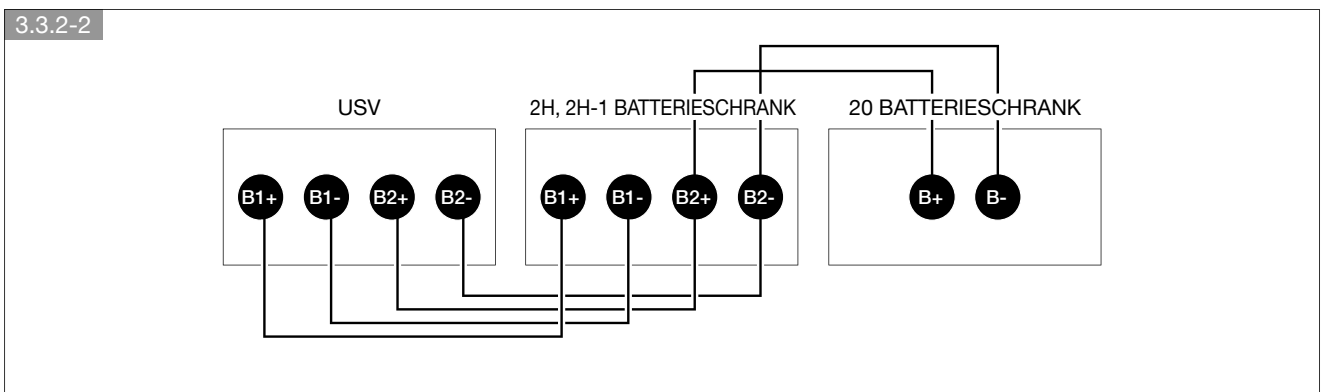 3.3.2-2
USV
2H, 2H-1 BATTERIESCHRANK
20 BATTERIESCHRANK
B1+ B1- B2+ B2-
B1+ B1- B2+ B2-
B+ B-